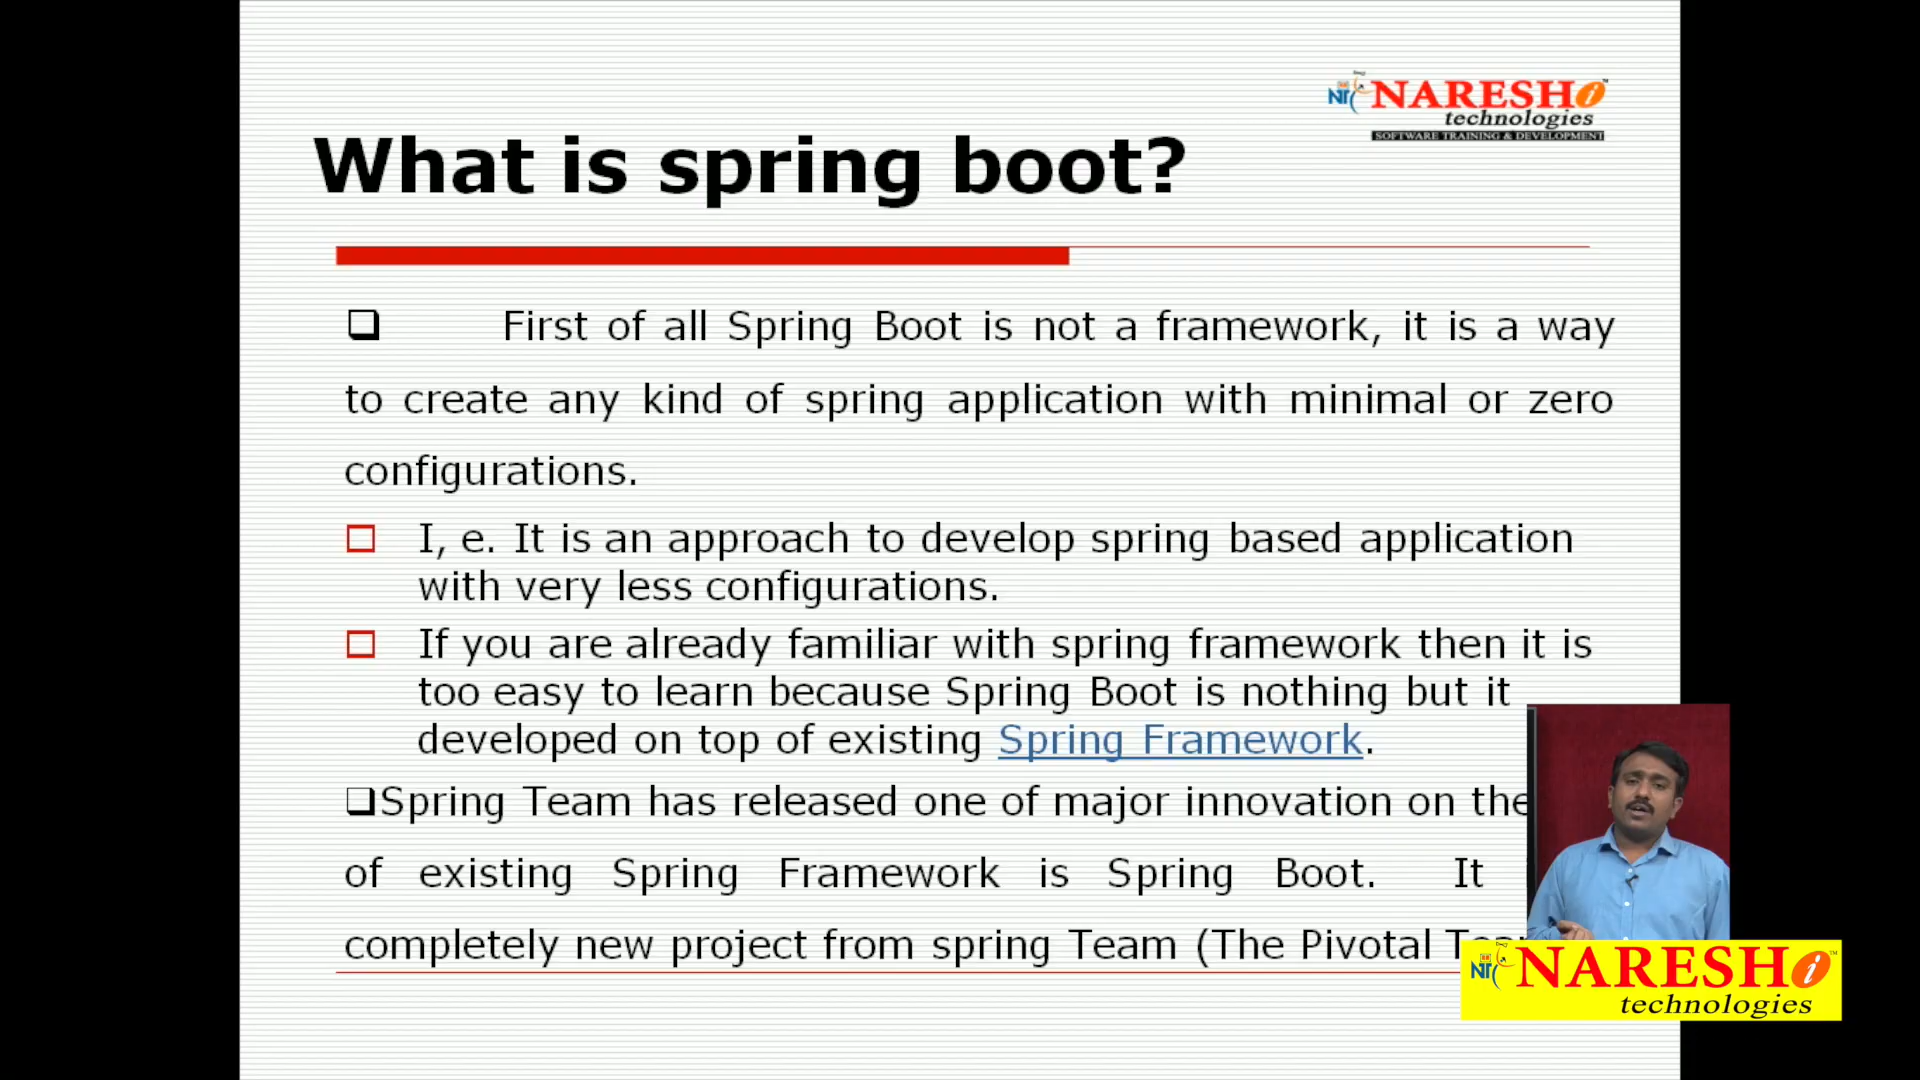 NARESHi
technologies
SOFTWARE TRAINING & DEVELOPMENT
What is spring boot?
First of all Spring Boot is not a framework, it is a way
to create any kind of spring application with minimal or zero
configurations.
I, e. It is an approach to develop spring based application
with very less configurations.
If you are already familiar with spring framework then it is
too easy to learn because Spring Boot is nothing but it
developed on top of existing Spring Framework.
Spring Team has released one of major innovation on the
of existing Spring Framework is Spring Boot. It
completely new project from spring Team (The Pivotal
NARESHi
technologies